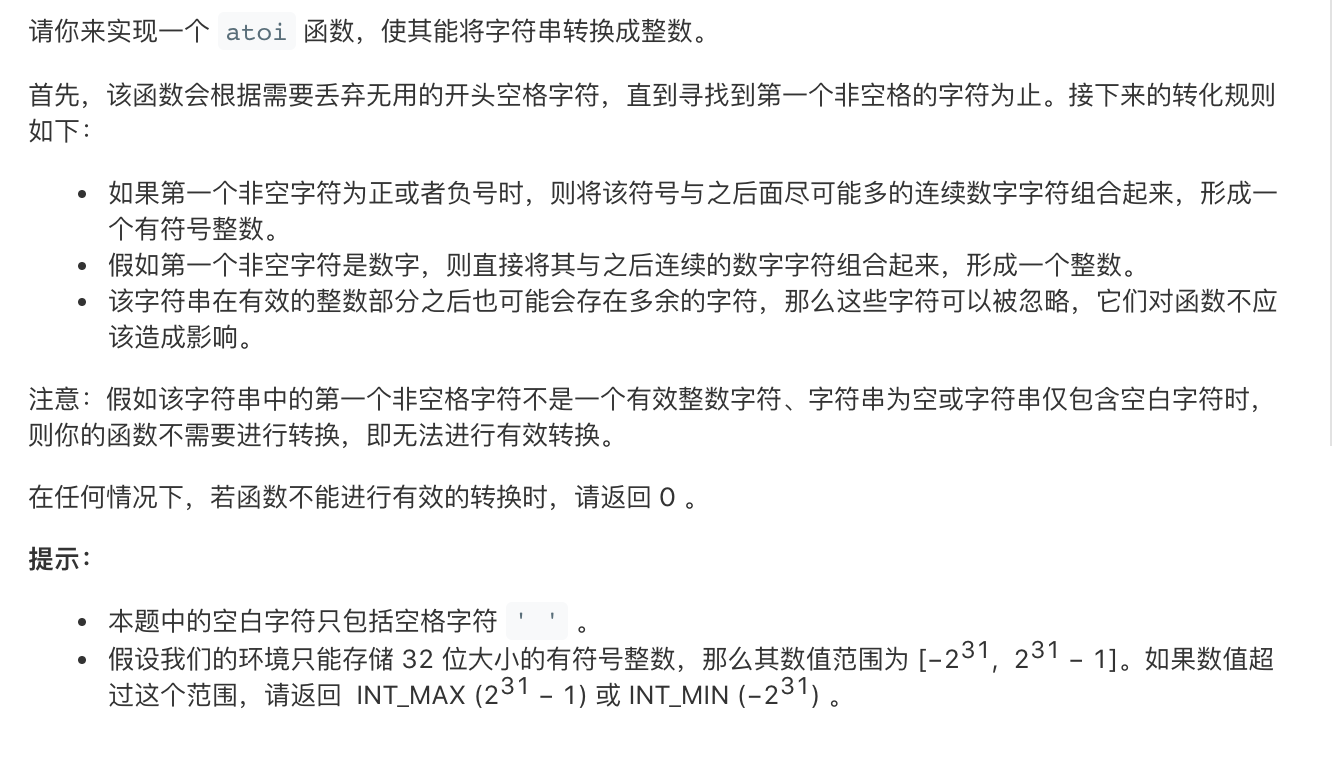 请你来实现一个 atoi 函数，使其能将字符串转换成整数。
首先，该函数会根据需要丢弃无用的开头空格字符，直到寻找到第一个非空格的字符为止。接下来的转化规则
如下：
• 如果第一个非空字符为正或者负号时，则将该符号与之后面尽可能多的连续数字字符组合起来，形成一
个有符号整数。
• 假如第一个非空字符是数字，则直接将其与之后连续的数字字符组合起来，形成一个整数。
• 该字符串在有效的整数部分之后也可能会存在多余的字符，那么这些字符可以被忽略，它们对函数不应
该造成影响。
注意：假如该字符串中的第一个非空格字符不是一个有效整数字符、字符串为空或字符串仅包含空白字符时，
则你的函数不需要进行转换，即无法进行有效转换。
在任何情况下，若函数不能进行有效的转换时，请返回 0 。
提示：
• 本题中的空白字符只包括空格字符 ' ' 。
• 假设我们的环境只能存储 32 位大小的有符号整数，那么其数值范围为 [−2³¹, 2³¹ − 1]。如果数值超
过这个范围，请返回 INT_MAX (2³¹ − 1) 或 INT_MIN (−2³¹) 。